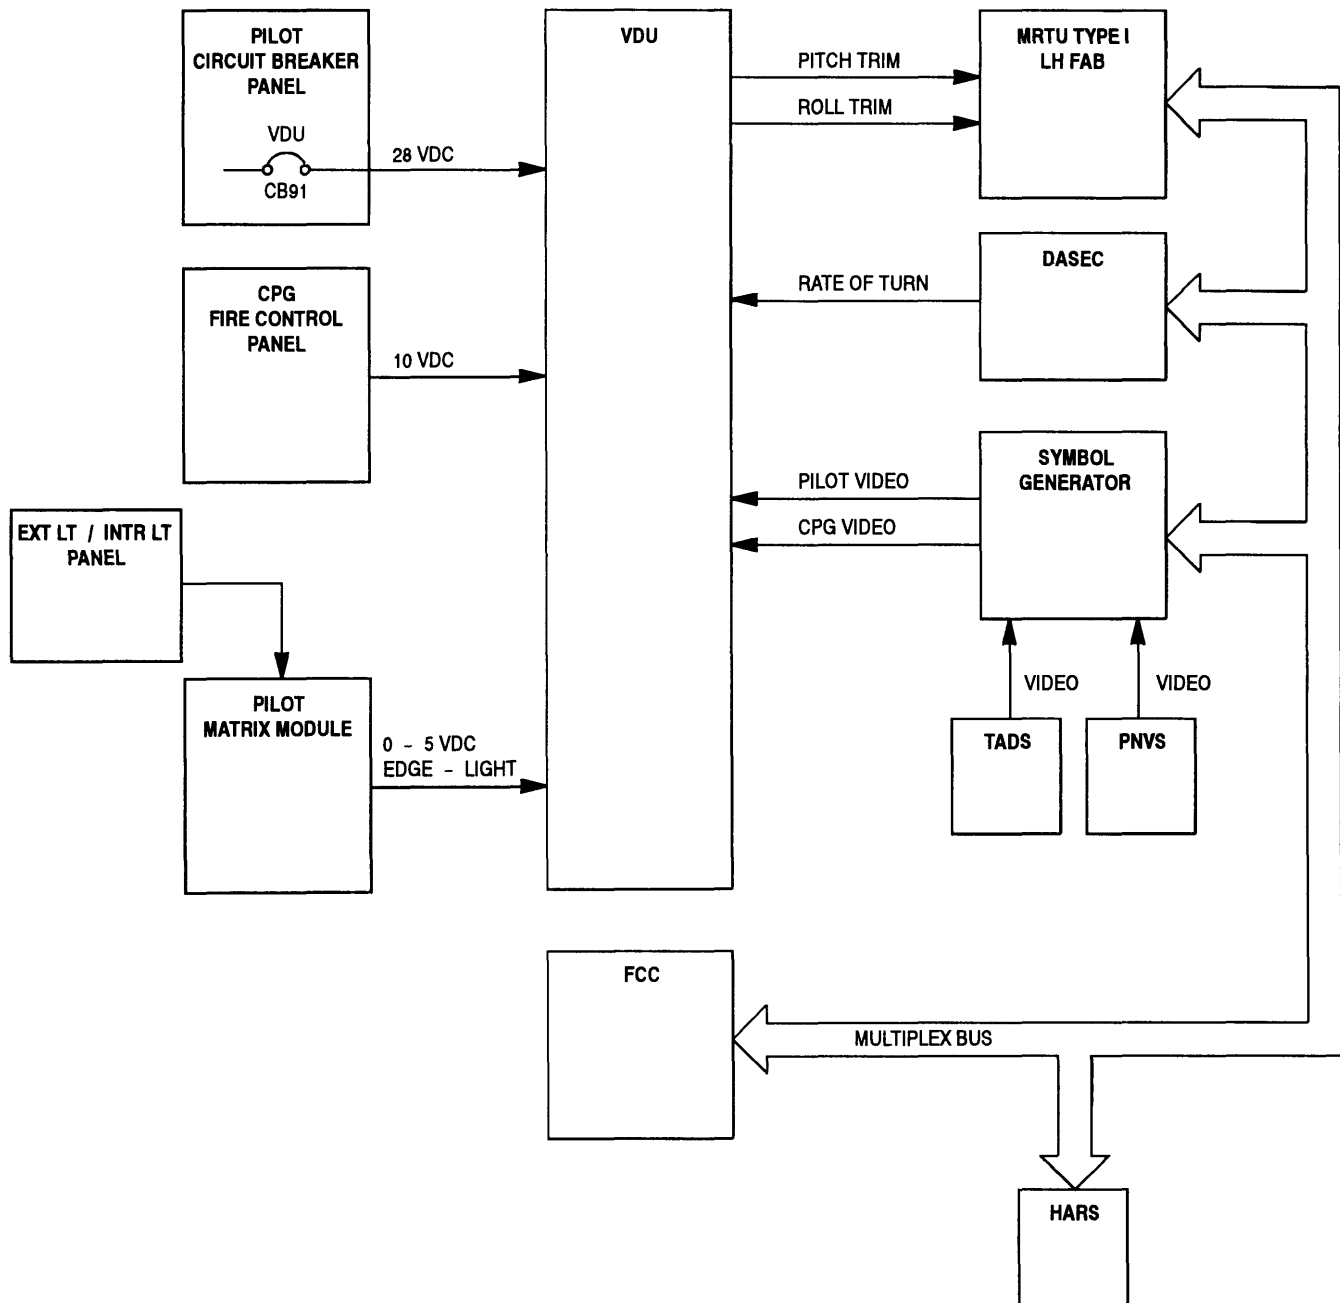 PILOT
CIRCUIT BREAKER
PANEL
VDU
CB91
28 VDC
VDU
PITCH TRIM
ROLL TRIM
MRTU TYPE I
LH FAB
CPG
FIRE CONTROL
PANEL
10 VDC
RATE OF TURN
DASEC
PILOT VIDEO
CPG VIDEO
SYMBOL
GENERATOR
EXT LT / INTR LT
PANEL
PILOT
MATRIX MODULE
0 – 5 VDC
EDGE – LIGHT
VIDEO
VIDEO
TADS
PNVS
FCC
MULTIPLEX BUS
HARS